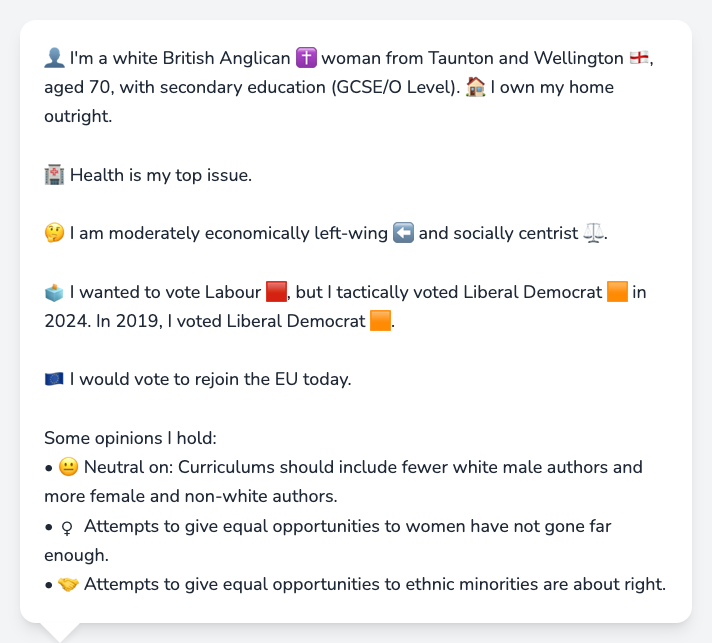 👤 I'm a white British Anglican ✝️ woman from Taunton and Wellington 🏴󠁧󠁢󠁥󠁮󠁧󠁿,
aged 70, with secondary education (GCSE/O Level). 🏠 I own my home
outright.
🏥 Health is my top issue.
🤔 I am moderately economically left-wing ⬅️ and socially centrist ⚖️.
🗳️ I wanted to vote Labour 🟥, but I tactically voted Liberal Democrat 🟧 in
2024. In 2019, I voted Liberal Democrat 🟧.
🇪🇺 I would vote to rejoin the EU today.
Some opinions I hold:
• 😐 Neutral on: Curriculums should include fewer white male authors and
more female and non-white authors.
• ♀ Attempts to give equal opportunities to women have not gone far
enough.
• 🤝 Attempts to give equal opportunities to ethnic minorities are about right.